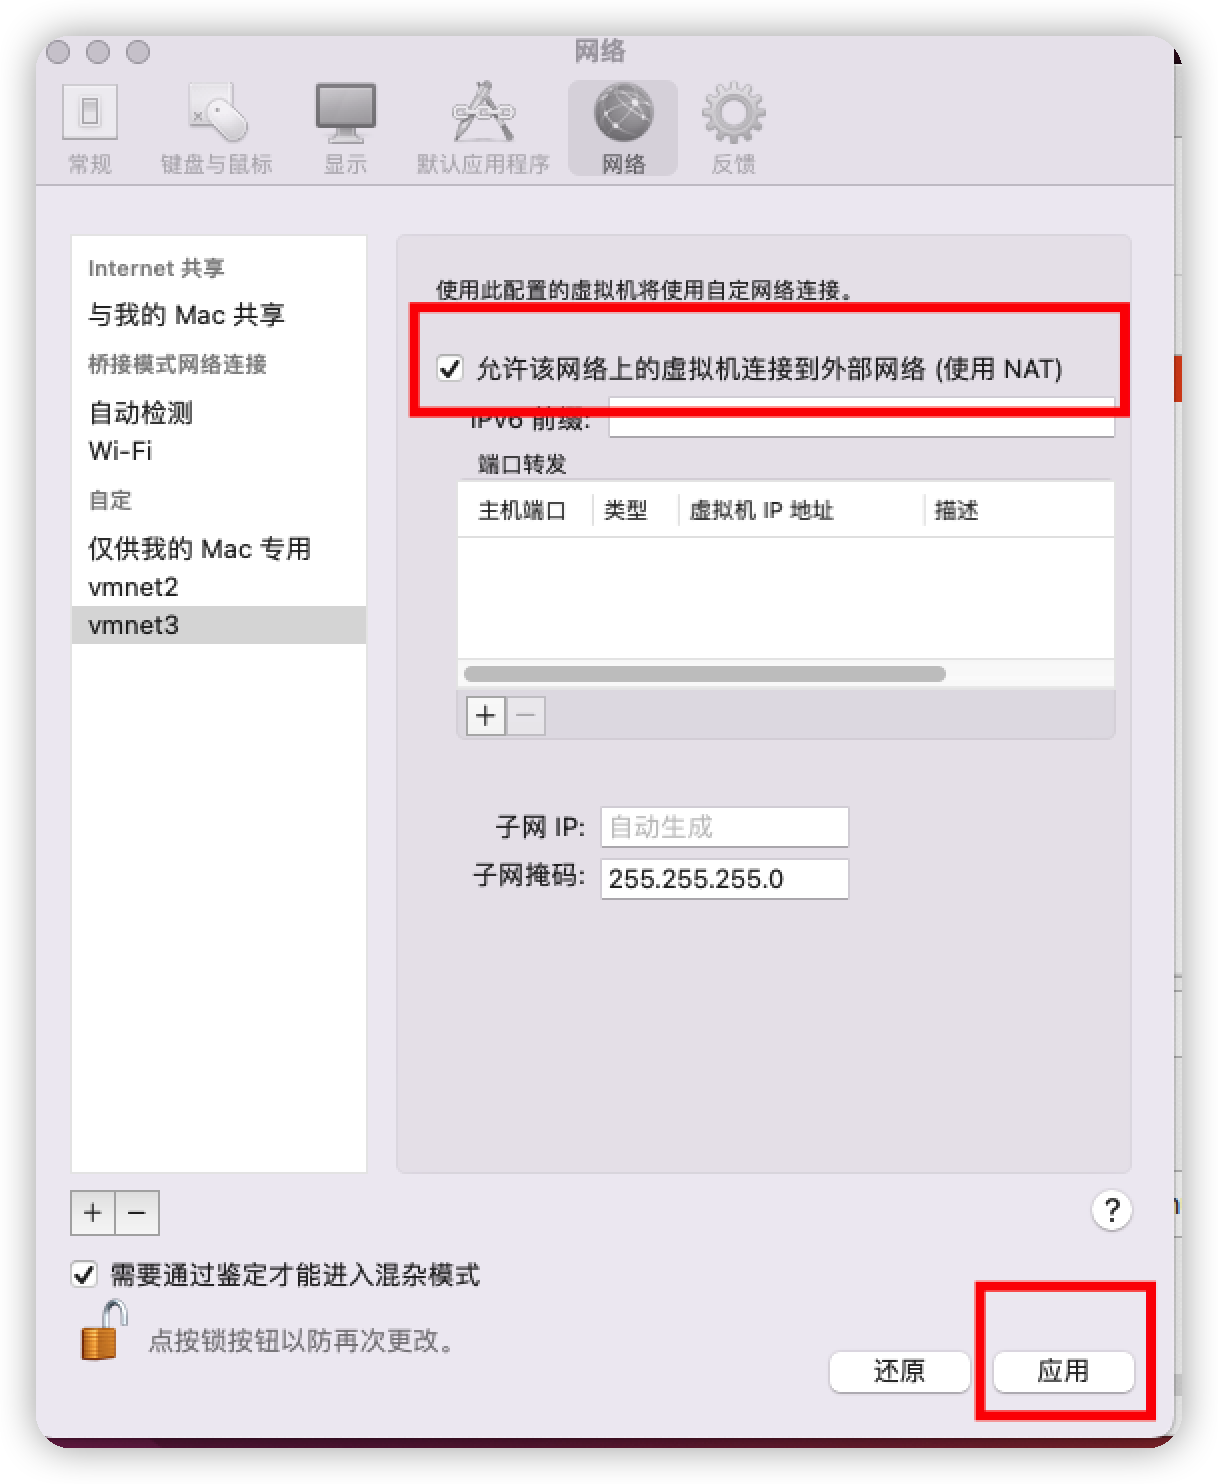 网络
常规 键盘与鼠标 显示 默认应用程序 网络 反馈
Internet 共享
与我的 Mac 共享
桥接模式网络连接
自动检测
Wi-Fi
自定
仅供我的 Mac 专用
vmnet2
vmnet3
使用此配置的虚拟机将使用自定网络连接。
允许该网络上的虚拟机连接到外部网络 (使用 NAT)
IPv6 前缀:
端口转发
主机端口 类型 虚拟机 IP 地址 描述
+ −
子网 IP: 自动生成
子网掩码: 255.255.255.0
+ − ?
需要通过鉴定才能进入混杂模式
点按锁按钮以防再次更改。
还原 应用